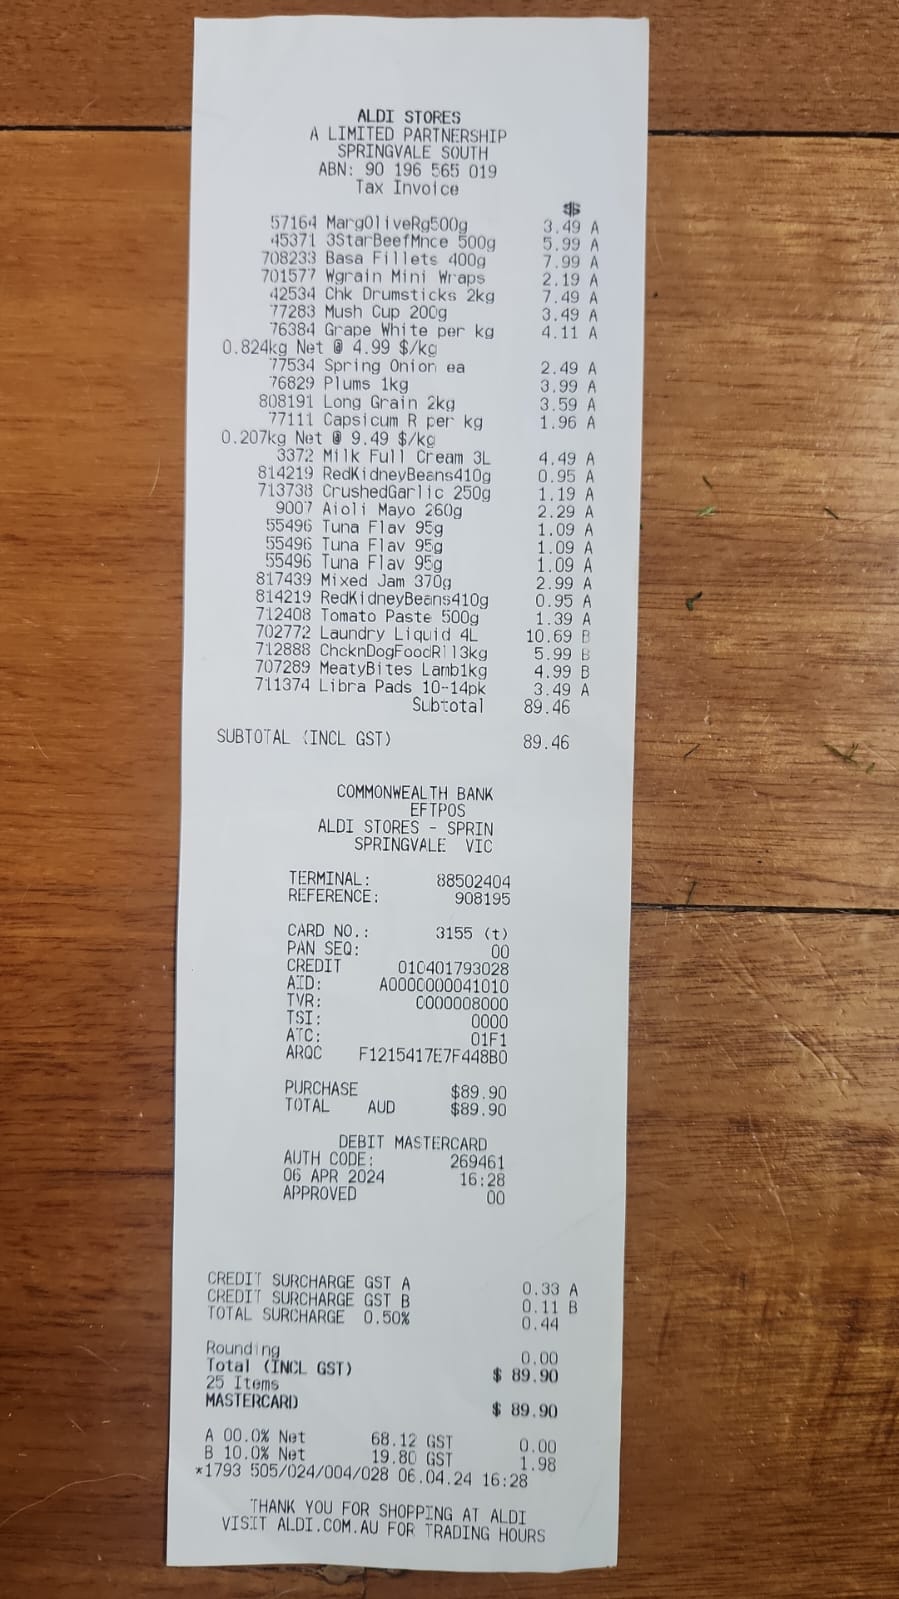 ALDI STORES
A LIMITED PARTNERSHIP
SPRINGVALE SOUTH
ABN: 90 196 565 019
Tax Invoice
$
57164 MargOliveRg500g 3.49 A
45371 3StarBeefMnce 500g 5.99 A
708233 Basa Fillets 400g 7.99 A
701577 Wgrain Mini Wraps 2.19 A
42534 Chk Drumsticks 2kg 7.49 A
77283 Mush Cup 200g 3.49 A
76384 Grape White per kg 4.11 A
0.824kg Net @ 4.99 $/kg
77534 Spring Onion ea 2.49 A
76829 Plums 1kg 3.99 A
808191 Long Grain 2kg 3.59 A
77111 Capsicum R per kg 1.96 A
0.207kg Net @ 9.49 $/kg
3372 Milk Full Cream 3L 4.49 A
814219 RedKidneyBeans410g 0.95 A
713738 CrushedGarlic 250g 1.19 A
9007 Aioli Mayo 260g 2.29 A
55496 Tuna Flav 95g 1.09 A
55496 Tuna Flav 95g 1.09 A
55496 Tuna Flav 95g 1.09 A
817439 Mixed Jam 370g 2.99 A
814219 RedKidneyBeans410g 0.95 A
712408 Tomato Paste 500g 1.39 A
702772 Laundry Liquid 4L 10.69 B
712888 ChcknDogFoodRll3kg 5.99 B
707289 MeatyBites Lamb1kg 4.99 B
711374 Libra Pads 10-14pk 3.49 A
Subtotal 89.46
SUBTOTAL (INCL GST) 89.46
COMMONWEALTH BANK
EFTPOS
ALDI STORES - SPRIN
SPRINGVALE VIC
TERMINAL: 88502404
REFERENCE: 908195
CARD NO.: 3155 (t)
PAN SEQ: 00
CREDIT 010401793028
AID: A0000000041010
TVR: 0000008000
TSI: 0000
ATC: 01F1
ARQC F1215417E7F448B0
PURCHASE $89.90
TOTAL AUD $89.90
DEBIT MASTERCARD
AUTH CODE: 269461
06 APR 2024 16:28
APPROVED 00
CREDIT SURCHARGE GST A 0.33 A
CREDIT SURCHARGE GST B 0.11 B
TOTAL SURCHARGE 0.50% 0.44
Rounding 0.00
Total (INCL GST) $ 89.90
25 Items
MASTERCARD $ 89.90
A 00.0% Net 68.12 GST 0.00
B 10.0% Net 19.80 GST 1.98
*1793 505/024/004/028 06.04.24 16:28
THANK YOU FOR SHOPPING AT ALDI
VISIT ALDI.COM.AU FOR TRADING HOURS